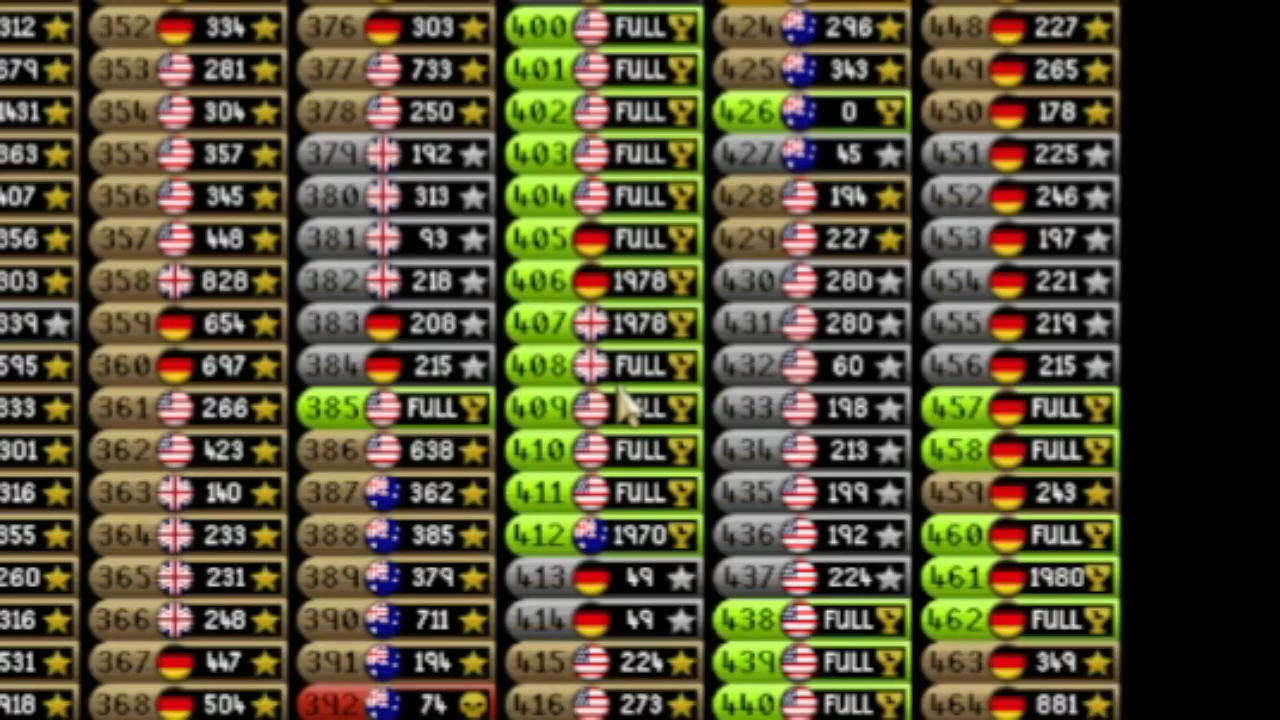 312 352 334 376 303 400 FULL 424 296 448 227
679 353 281 377 733 401 FULL 425 343 449 265
1431 354 304 378 250 402 FULL 426 0 450 178
363 355 357 379 192 403 FULL 427 45 451 225
407 356 345 380 313 404 FULL 428 194 452 246
356 357 448 381 93 405 FULL 429 227 453 197
303 358 828 382 218 406 1978 430 280 454 221
339 359 654 383 208 407 1978 431 280 455 219
595 360 697 384 215 408 FULL 432 60 456 215
333 361 266 385 FULL 409 433 198 457 FULL
301 362 423 386 638 410 FULL 434 213 458 FULL
316 363 140 387 362 411 FULL 435 199 459 243
355 364 233 388 385 412 1970 436 192 460 FULL
260 365 231 389 379 413 49 437 224 461 1980
316 366 248 390 711 414 49 438 FULL 462 FULL
531 367 447 391 194 415 224 439 FULL 463 349
918 368 504 392 74 416 273 440 FULL 464 881